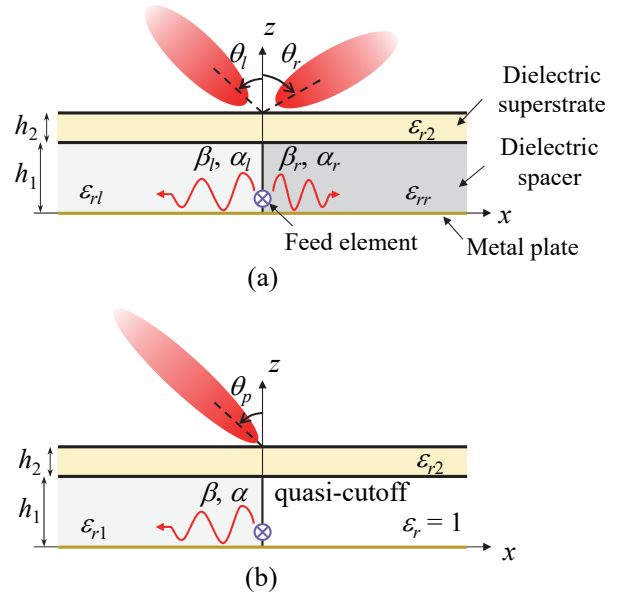 z
θl θr
Dielectric
superstrate
h2
εr2
h1
βl, αl
βr, αr
Dielectric
spacer
εrl
εrr
x
Feed element
Metal plate
(a)
z
θp
h2
εr2
h1
β, α
quasi-cutoff
εr1
εr = 1
x
(b)